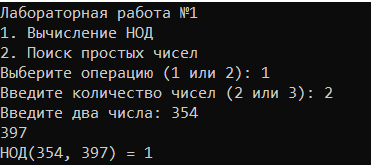 Лабораторная работа №1
1. Вычисление НОД
2. Поиск простых чисел
Выберите операцию (1 или 2): 1
Введите количество чисел (2 или 3): 2
Введите два числа: 354
397
НОД(354, 397) = 1